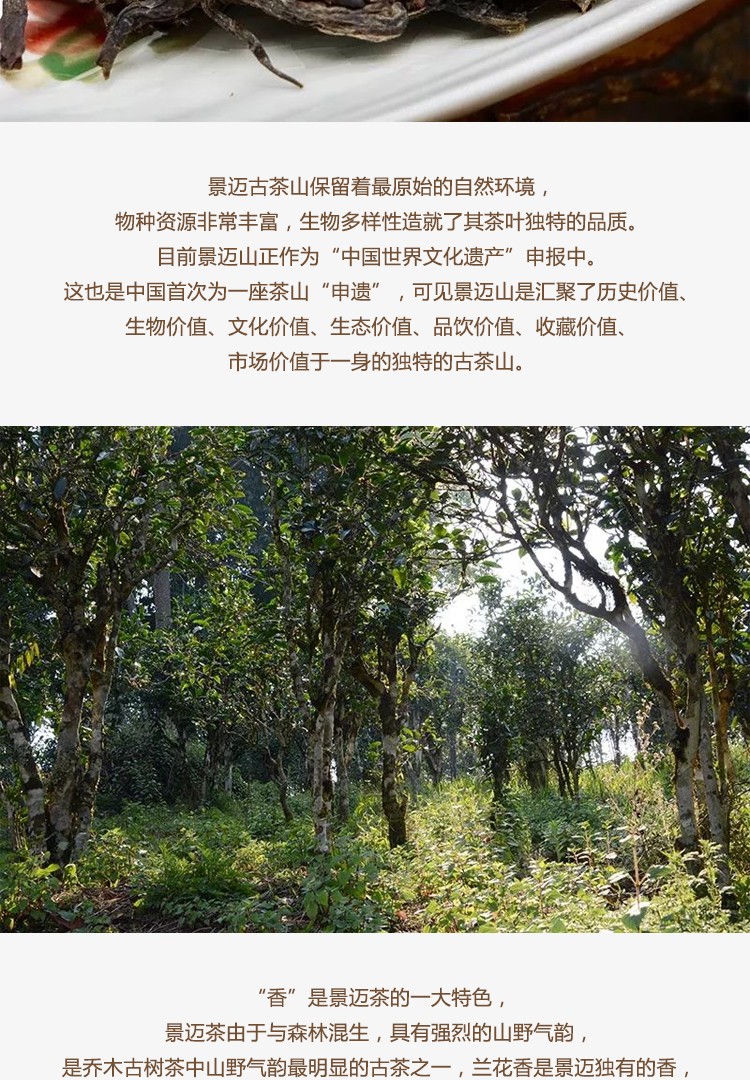 景迈古茶山保留着最原始的自然环境，
物种资源非常丰富，生物多样性造就了其茶叶独特的品质。
目前景迈山正作为“中国世界文化遗产”申报中。
这也是中国首次为一座茶山“申遗”，可见景迈山是汇聚了历史价值、
生物价值、文化价值、生态价值、品饮价值、收藏价值、
市场价值于一身的独特的古茶山。
“香”是景迈茶的一大特色，
景迈茶由于与森林混生，具有强烈的山野气韵，
是乔木古树茶中山野气韵最明显的古茶之一，兰花香是景迈独有的香，